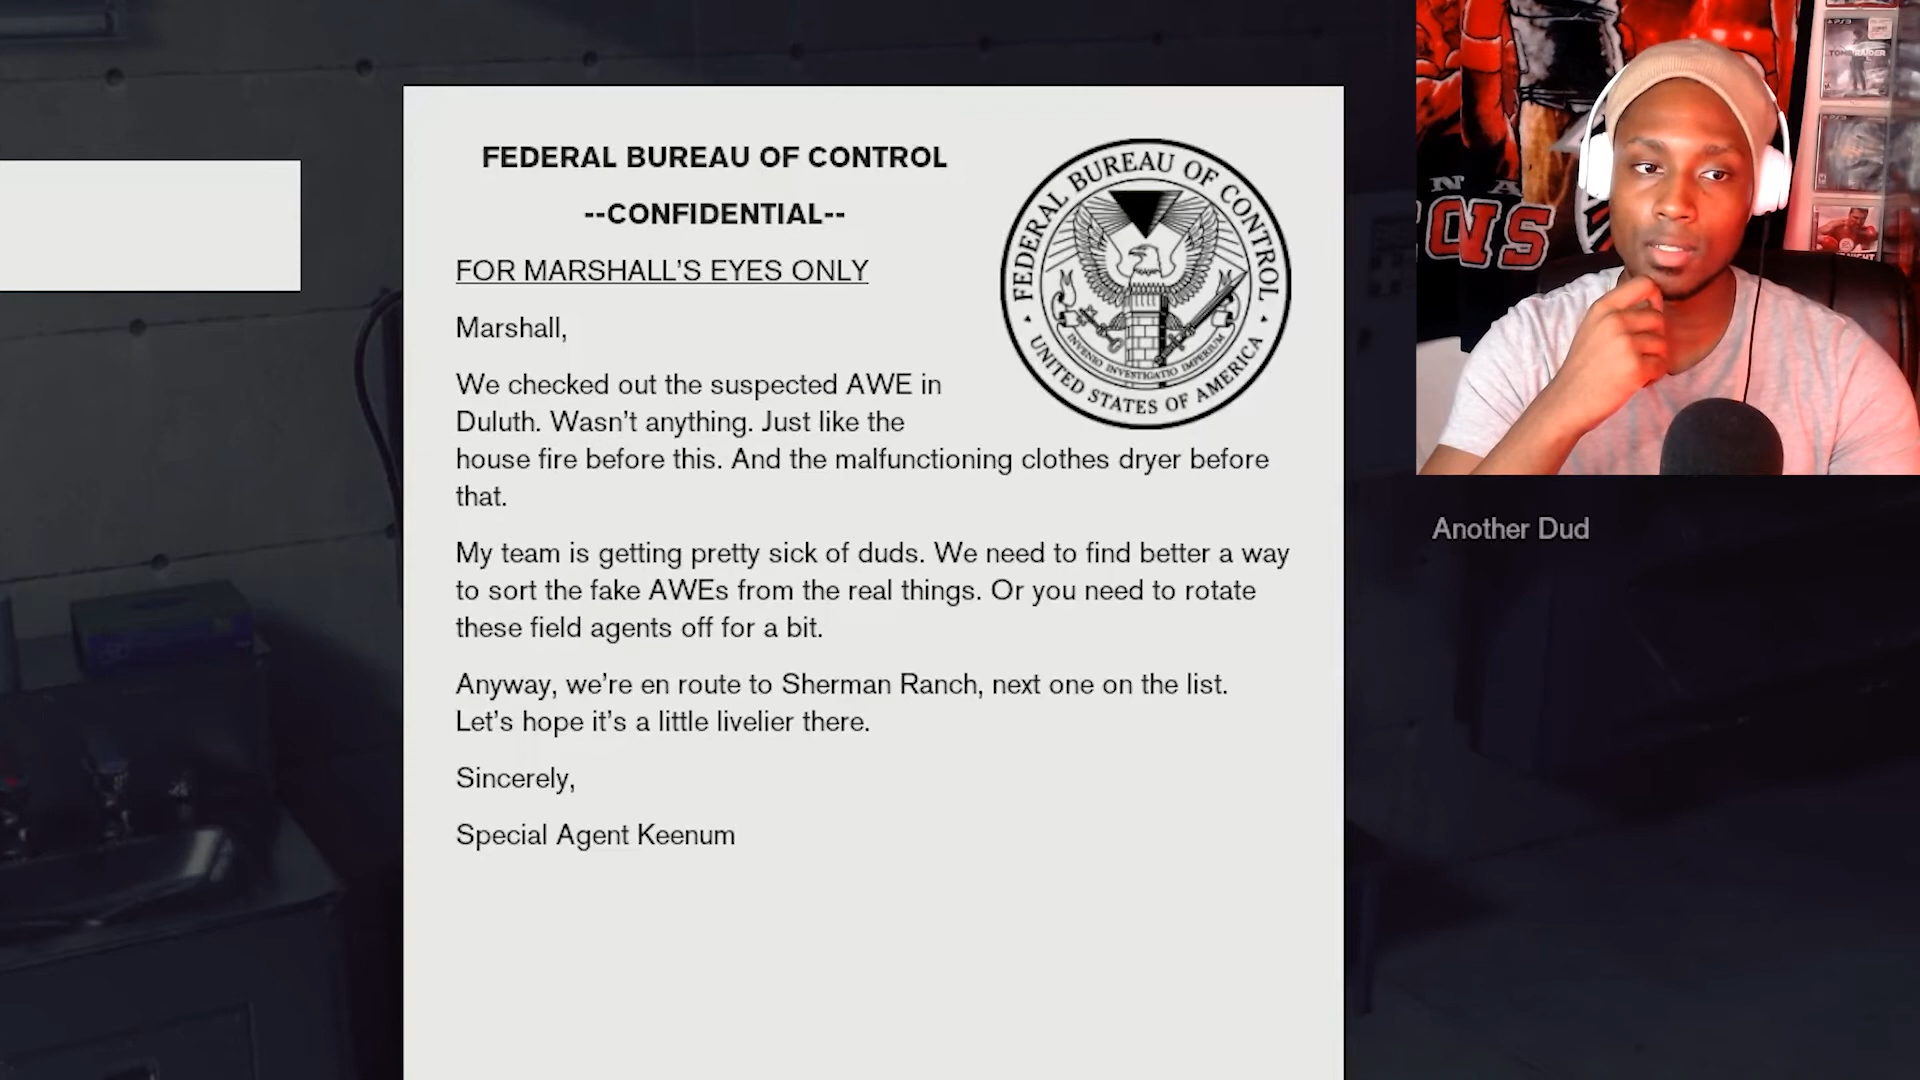 FEDERAL BUREAU OF CONTROL
--CONFIDENTIAL--
FOR MARSHALL'S EYES ONLY
Marshall,
We checked out the suspected AWE in
Duluth. Wasn't anything. Just like the
house fire before this. And the malfunctioning clothes dryer before
that.
My team is getting pretty sick of duds. We need to find better a way
to sort the fake AWEs from the real things. Or you need to rotate
these field agents off for a bit.
Anyway, we're en route to Sherman Ranch, next one on the list.
Let's hope it's a little livelier there.
Sincerely,
Special Agent Keenum
FEDERAL BUREAU OF CONTROL
UNITED STATES OF AMERICA
INVENIO INVESTIGATIO IMPERIUM
Another Dud
PS3
TOMB RAIDER